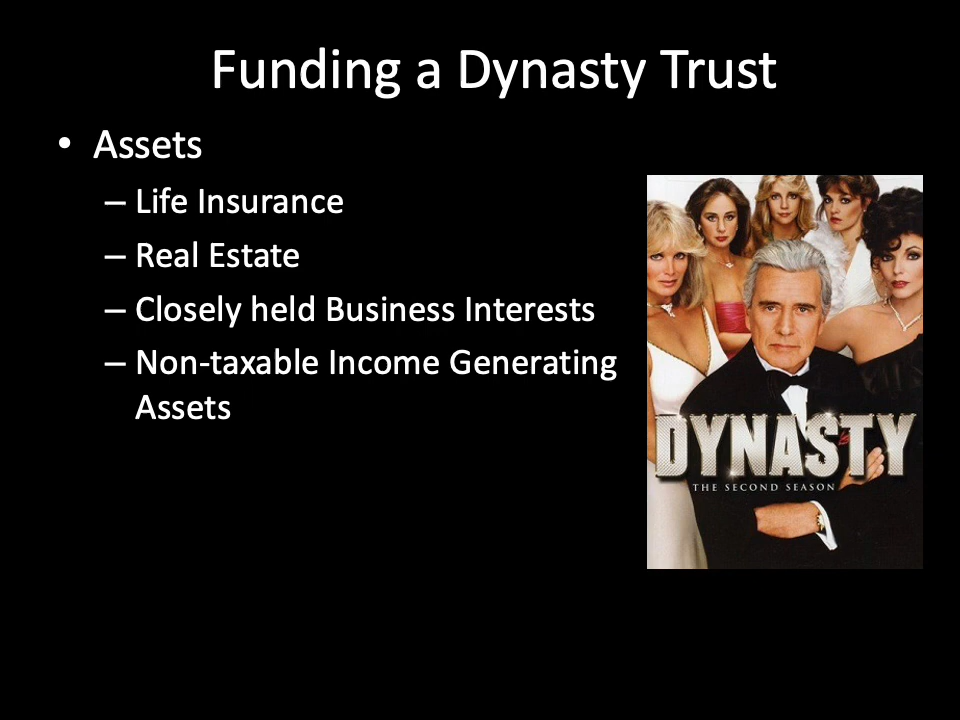 Funding a Dynasty Trust
• Assets
– Life Insurance
– Real Estate
– Closely held Business Interests
– Non-taxable Income Generating
Assets
DYNASTY
THE SECOND SEASON